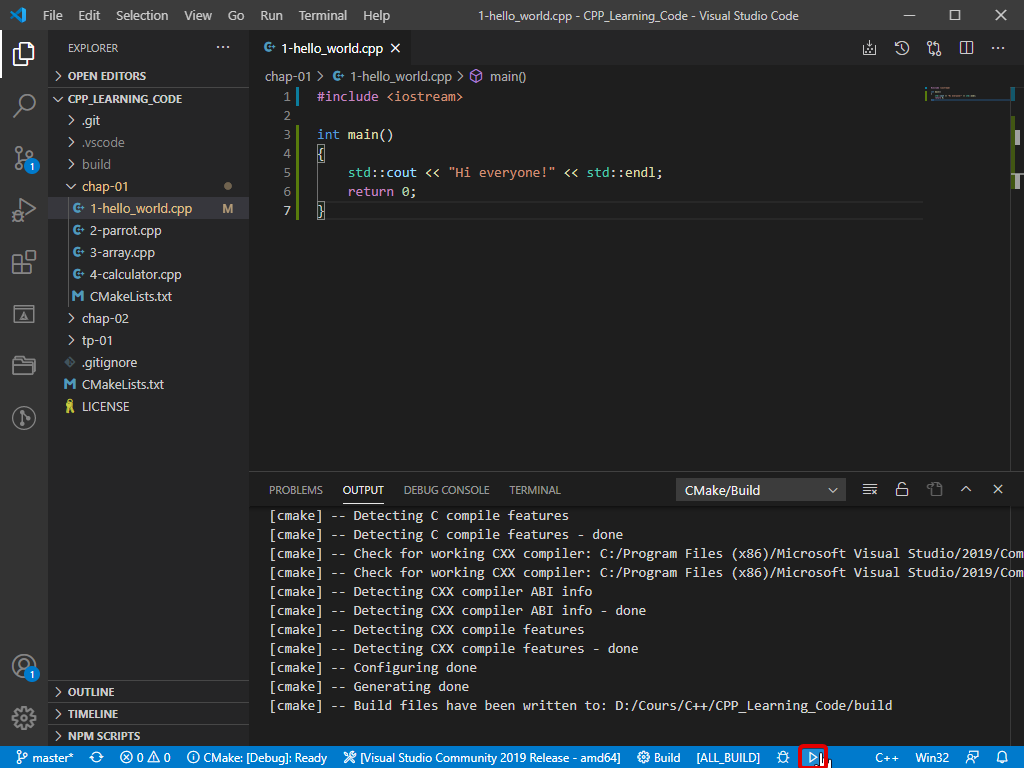 File Edit Selection View Go Run Terminal Help 1-hello_world.cpp - CPP_Learning_Code - Visual Studio Code
EXPLORER
1-hello_world.cpp
OPEN EDITORS
chap-01 > 1-hello_world.cpp > main()
CPP_LEARNING_CODE
.git
.vscode
build
chap-01
1-hello_world.cpp M
2-parrot.cpp
3-array.cpp
4-calculator.cpp
CMakeLists.txt
chap-02
tp-01
.gitignore
CMakeLists.txt
LICENSE
OUTLINE
TIMELINE
NPM SCRIPTS
1
1
1 #include <iostream>
2
3 int main()
4 {
5 std::cout << "Hi everyone!" << std::endl;
6 return 0;
7 }
PROBLEMS OUTPUT DEBUG CONSOLE TERMINAL CMake/Build
[cmake] -- Detecting C compile features
[cmake] -- Detecting C compile features - done
[cmake] -- Check for working CXX compiler: C:/Program Files (x86)/Microsoft Visual Studio/2019/Com
[cmake] -- Check for working CXX compiler: C:/Program Files (x86)/Microsoft Visual Studio/2019/Com
[cmake] -- Detecting CXX compiler ABI info
[cmake] -- Detecting CXX compiler ABI info - done
[cmake] -- Detecting CXX compile features
[cmake] -- Detecting CXX compile features - done
[cmake] -- Configuring done
[cmake] -- Generating done
[cmake] -- Build files have been written to: D:/Cours/C++/CPP_Learning_Code/build
master* 0 0 CMake: [Debug]: Ready [Visual Studio Community 2019 Release - amd64] Build [ALL_BUILD] C++ Win32